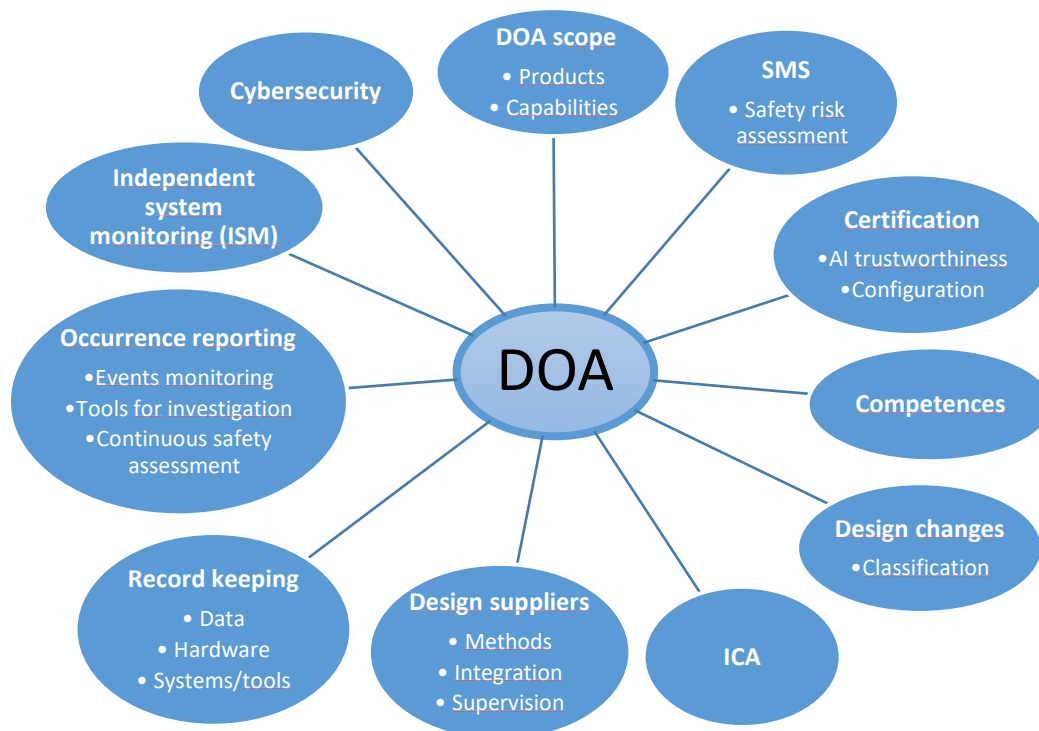 DOA scope
• Products
• Capabilities
SMS
• Safety risk
assessment
Certification
•AI trustworthiness
•Configuration
Competences
Design changes
•Classification
ICA
Design suppliers
• Methods
• Integration
• Supervision
Record keeping
• Data
• Hardware
• Systems/tools
Occurrence reporting
•Events monitoring
•Tools for investigation
•Continuous safety
assessment
Independent
system
monitoring (ISM)
Cybersecurity
DOA